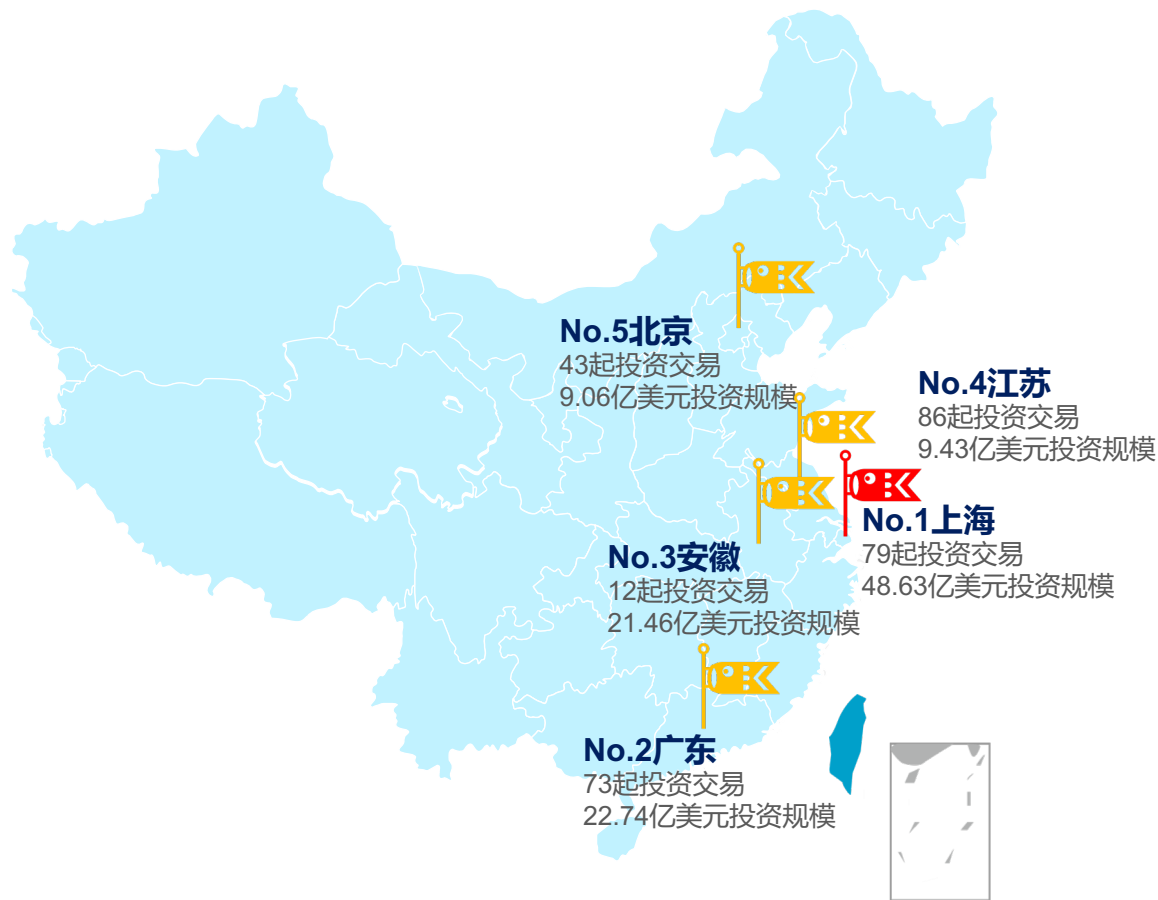 No.5北京
43起投资交易
9.06亿美元投资规模
No.4江苏
86起投资交易
9.43亿美元投资规模
No.1上海
79起投资交易
48.63亿美元投资规模
No.3安徽
12起投资交易
21.46亿美元投资规模
No.2广东
73起投资交易
22.74亿美元投资规模